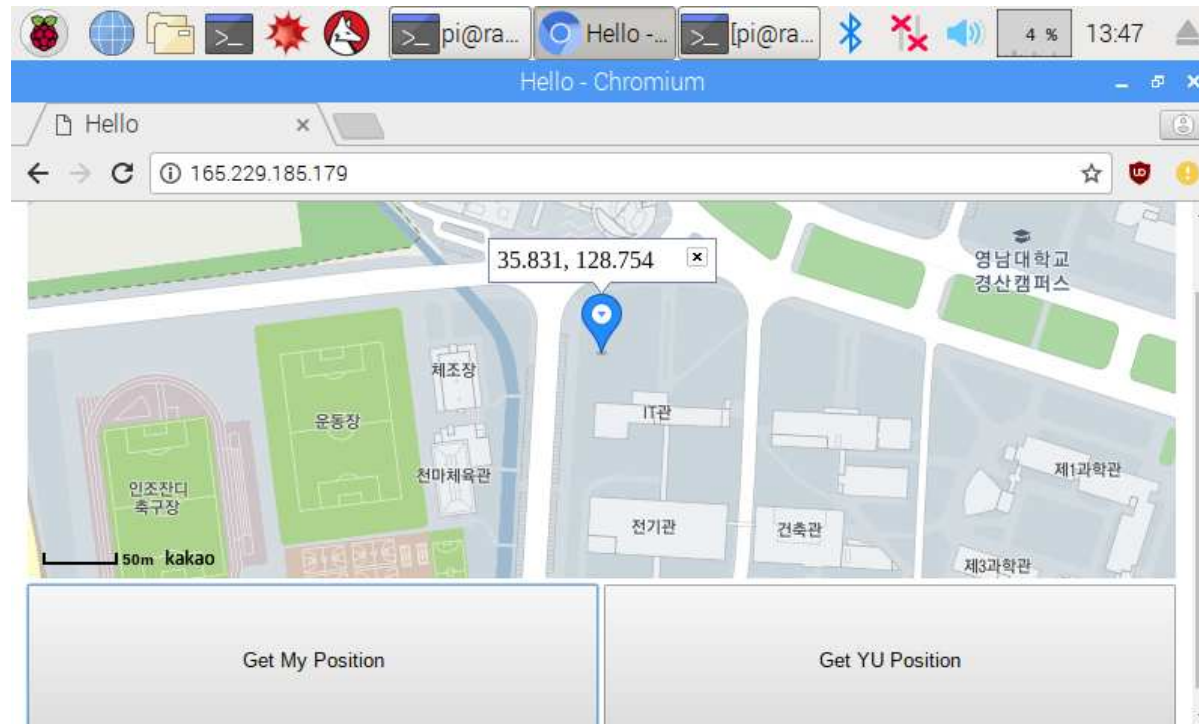 pi@ra...
Hello -...
[pi@ra...
4 %
13:47
Hello - Chromium
Hello
165.229.185.179
35.831, 128.754
영남대학교
경산캠퍼스
체조장
IT관
운동장
천마체육관
제1과학관
인조잔디
축구장
전기관
건축관
50m kakao
제3과학관
Get My Position
Get YU Position